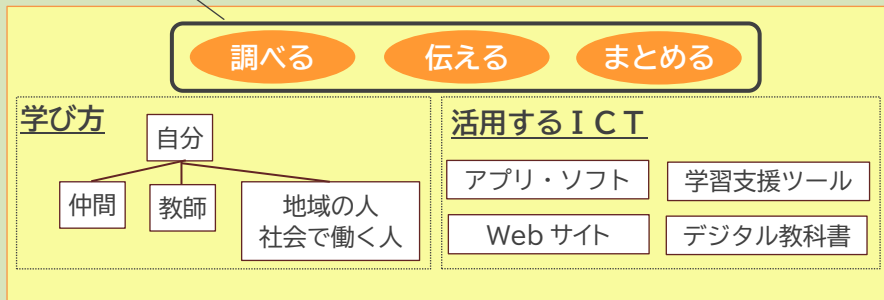 調べる 伝える まとめる
学び方
自分
仲間 教師 地域の人
社会で働く人
活用するＩＣＴ
アプリ・ソフト 学習支援ツール
Web サイト デジタル教科書